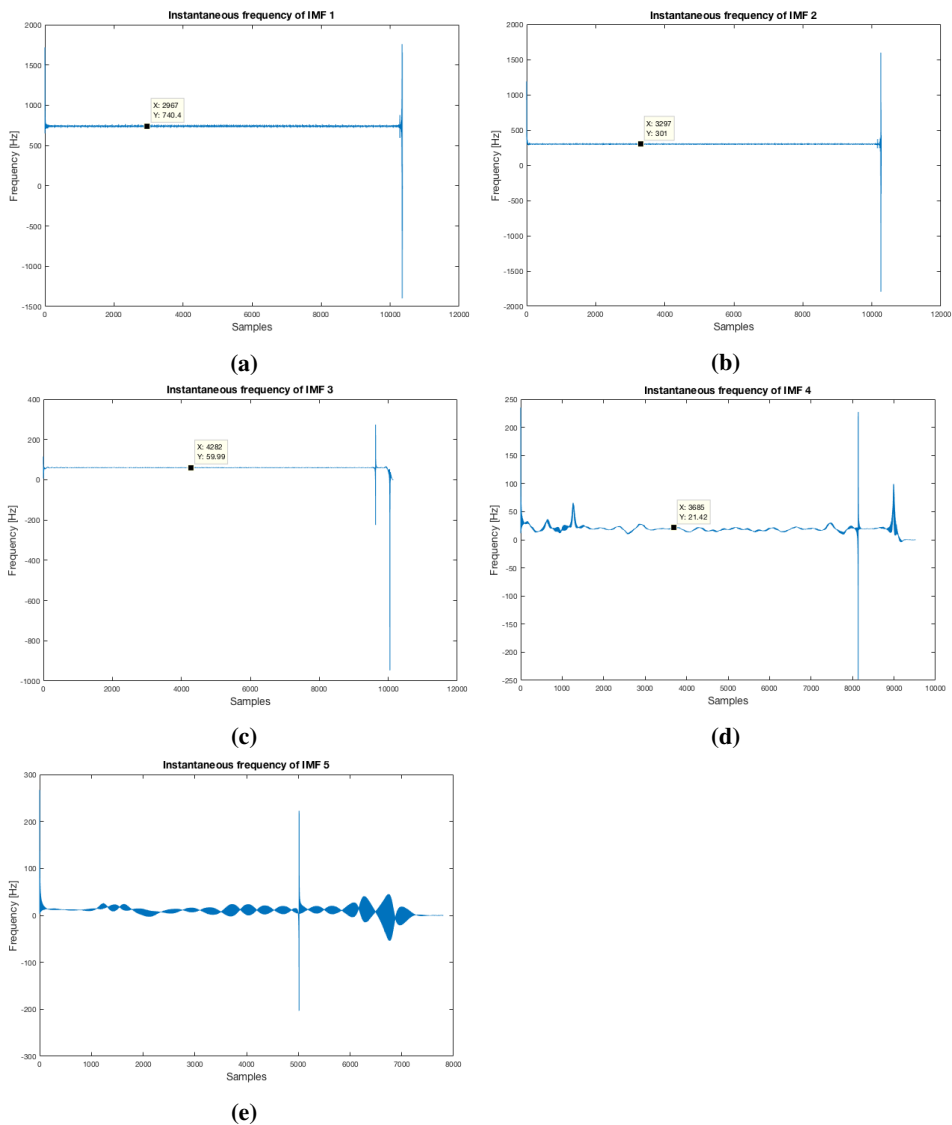 Instantaneous frequency of IMF 1
2000
1500
1000
500
0
-500
-1000
-1500
Frequency [Hz]
X: 2967
Y: 740.4
0 2000 4000 6000 8000 10000 12000
Samples
(a)
Instantaneous frequency of IMF 2
2000
1500
1000
500
0
-500
-1000
-1500
-2000
Frequency [Hz]
X: 3297
Y: 301
0 2000 4000 6000 8000 10000 12000
Samples
(b)
Instantaneous frequency of IMF 3
400
200
0
-200
-400
-600
-800
-1000
Frequency [Hz]
X: 4282
Y: 59.99
0 2000 4000 6000 8000 10000 12000
Samples
(c)
Instantaneous frequency of IMF 4
250
200
150
100
50
0
-50
-100
-150
-200
-250
Frequency [Hz]
X: 3685
Y: 21.42
0 1000 2000 3000 4000 5000 6000 7000 8000 9000 10000
Samples
(d)
Instantaneous frequency of IMF 5
300
200
100
0
-100
-200
-300
Frequency [Hz]
0 1000 2000 3000 4000 5000 6000 7000 8000
Samples
(e)